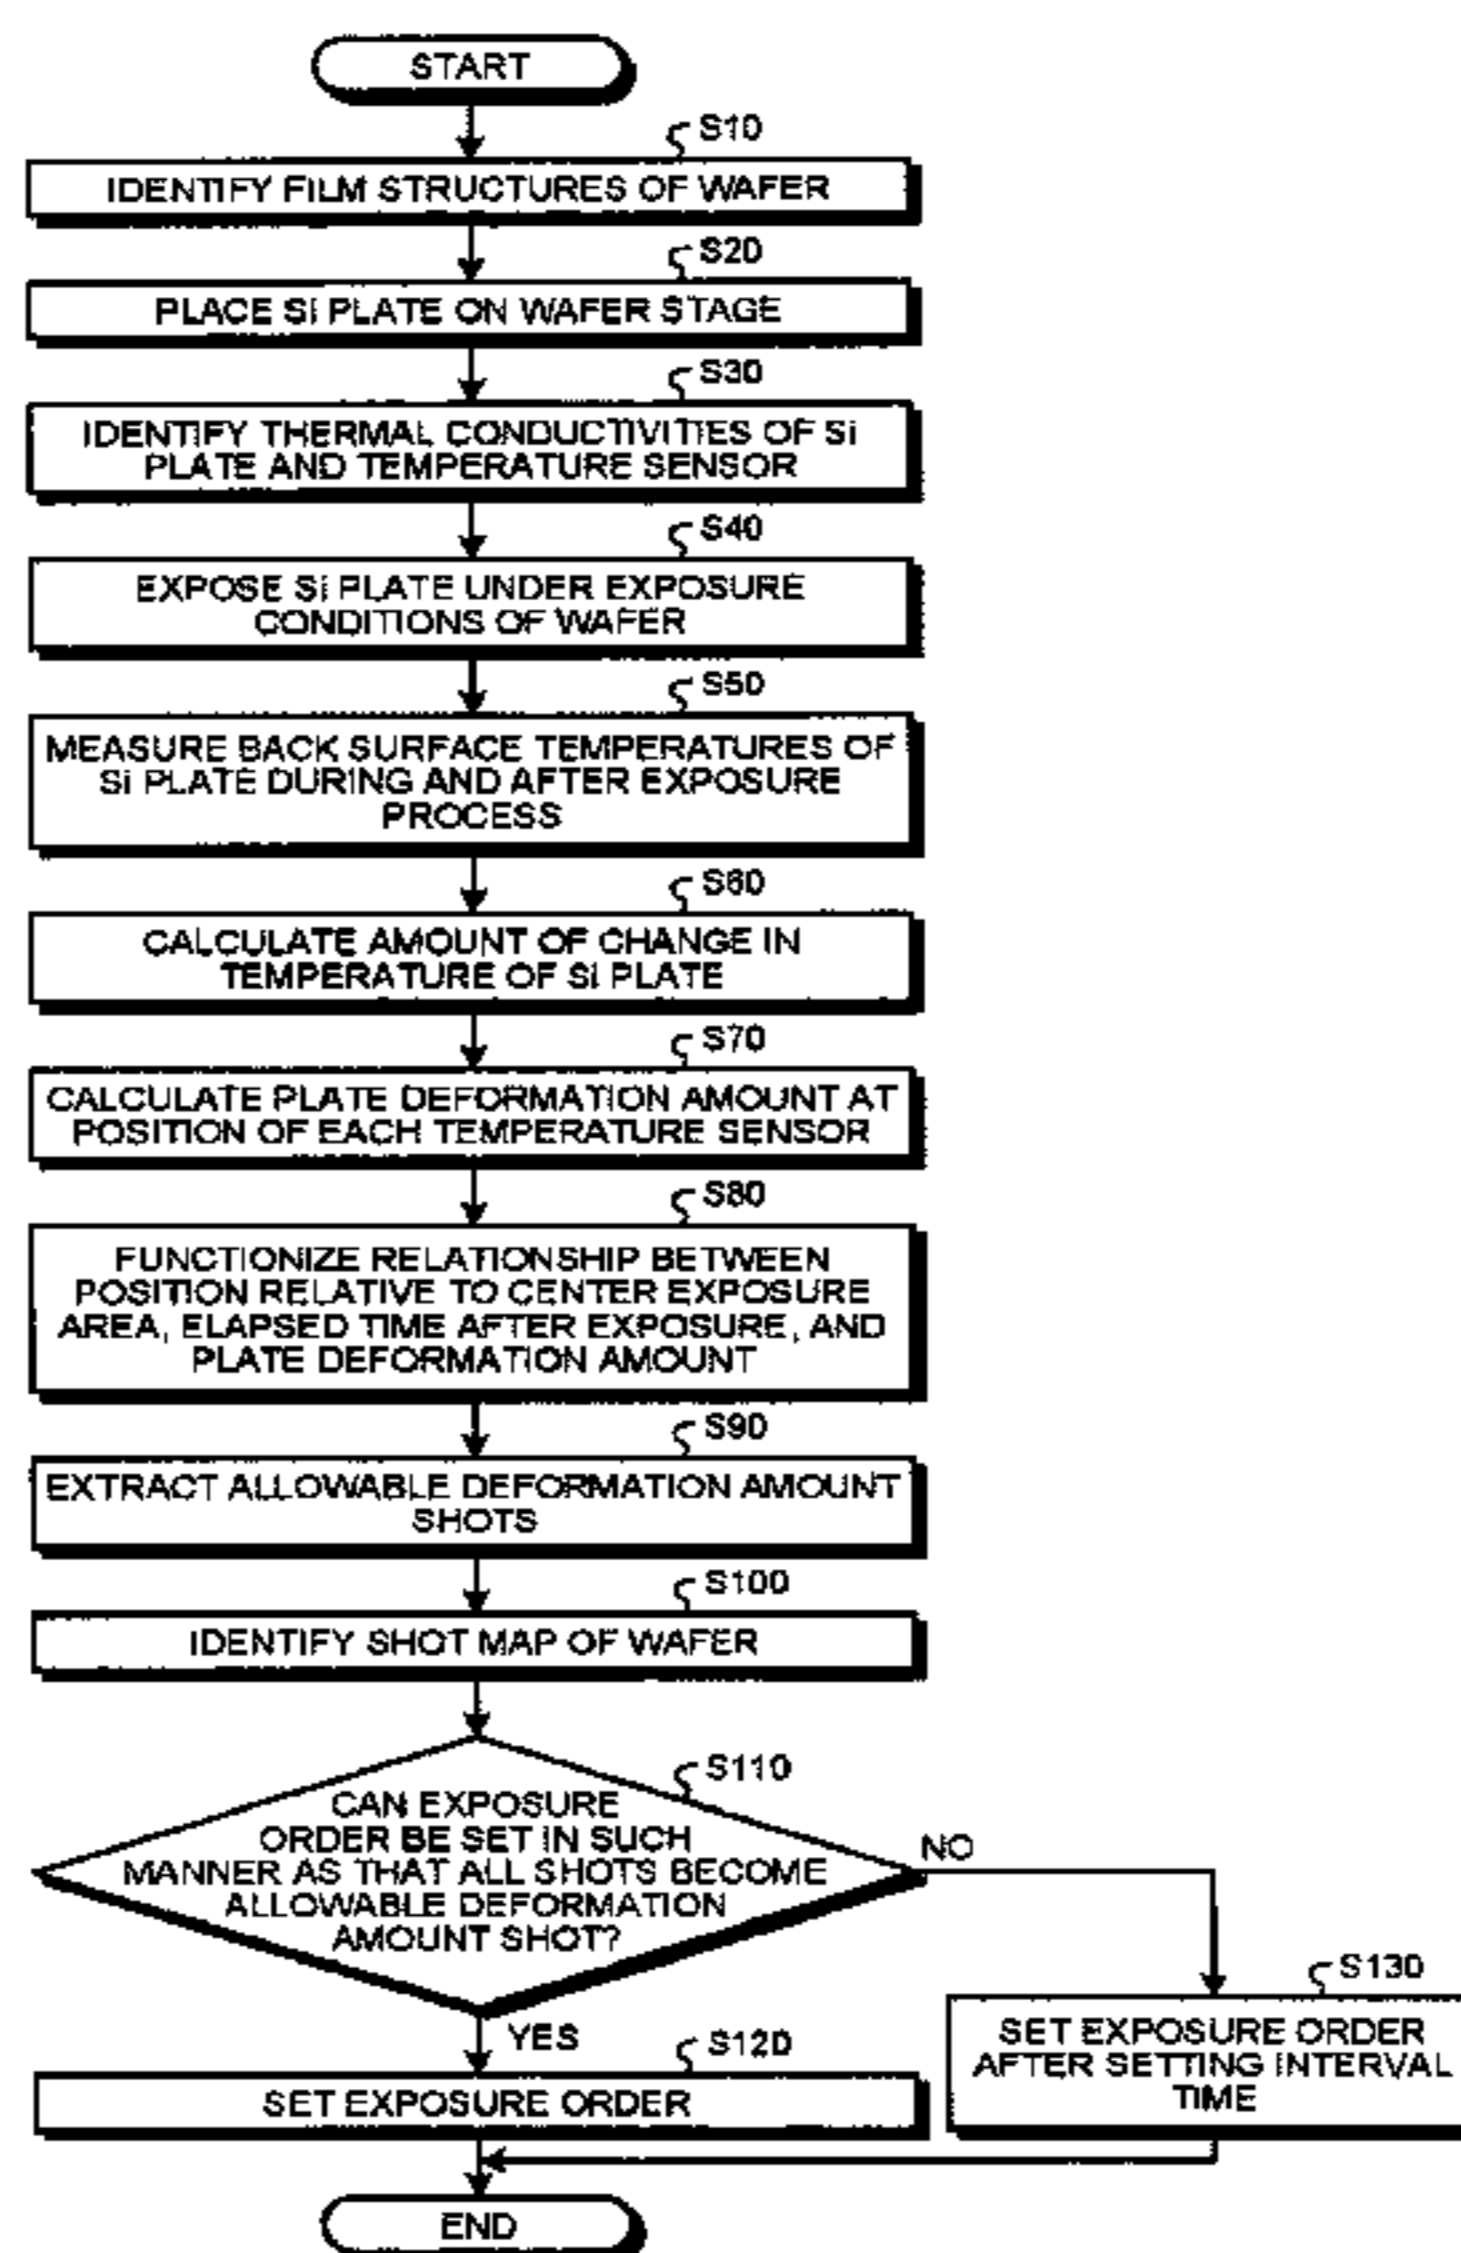 START
S10
IDENTIFY FILM STRUCTURES OF WAFER
S20
PLACE Si PLATE ON WAFER STAGE
S30
IDENTIFY THERMAL CONDUCTIVITIES OF Si
PLATE AND TEMPERATURE SENSOR
S40
EXPOSE Si PLATE UNDER EXPOSURE
CONDITIONS OF WAFER
S50
MEASURE BACK SURFACE TEMPERATURES OF
Si PLATE DURING AND AFTER EXPOSURE
PROCESS
S60
CALCULATE AMOUNT OF CHANGE IN
TEMPERATURE OF Si PLATE
S70
CALCULATE PLATE DEFORMATION AMOUNT AT
POSITION OF EACH TEMPERATURE SENSOR
S80
FUNCTIONIZE RELATIONSHIP BETWEEN
POSITION RELATIVE TO CENTER EXPOSURE
AREA, ELAPSED TIME AFTER EXPOSURE, AND
PLATE DEFORMATION AMOUNT
S90
EXTRACT ALLOWABLE DEFORMATION AMOUNT
SHOTS
S100
IDENTIFY SHOT MAP OF WAFER
S110
CAN EXPOSURE
ORDER BE SET IN SUCH
MANNER AS THAT ALL SHOTS BECOME
ALLOWABLE DEFORMATION
AMOUNT SHOT?
NO
S130
SET EXPOSURE ORDER
AFTER SETTING INTERVAL
TIME
YES
S120
SET EXPOSURE ORDER
END